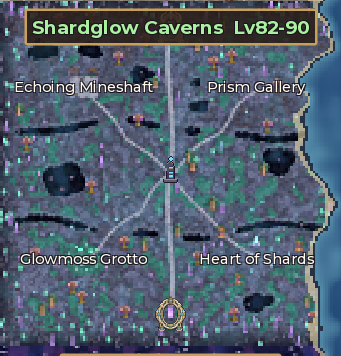 Shardglow Caverns Lv82-90
Echoing Mineshaft
Prism Gallery
Glowmoss Grotto
Heart of Shards